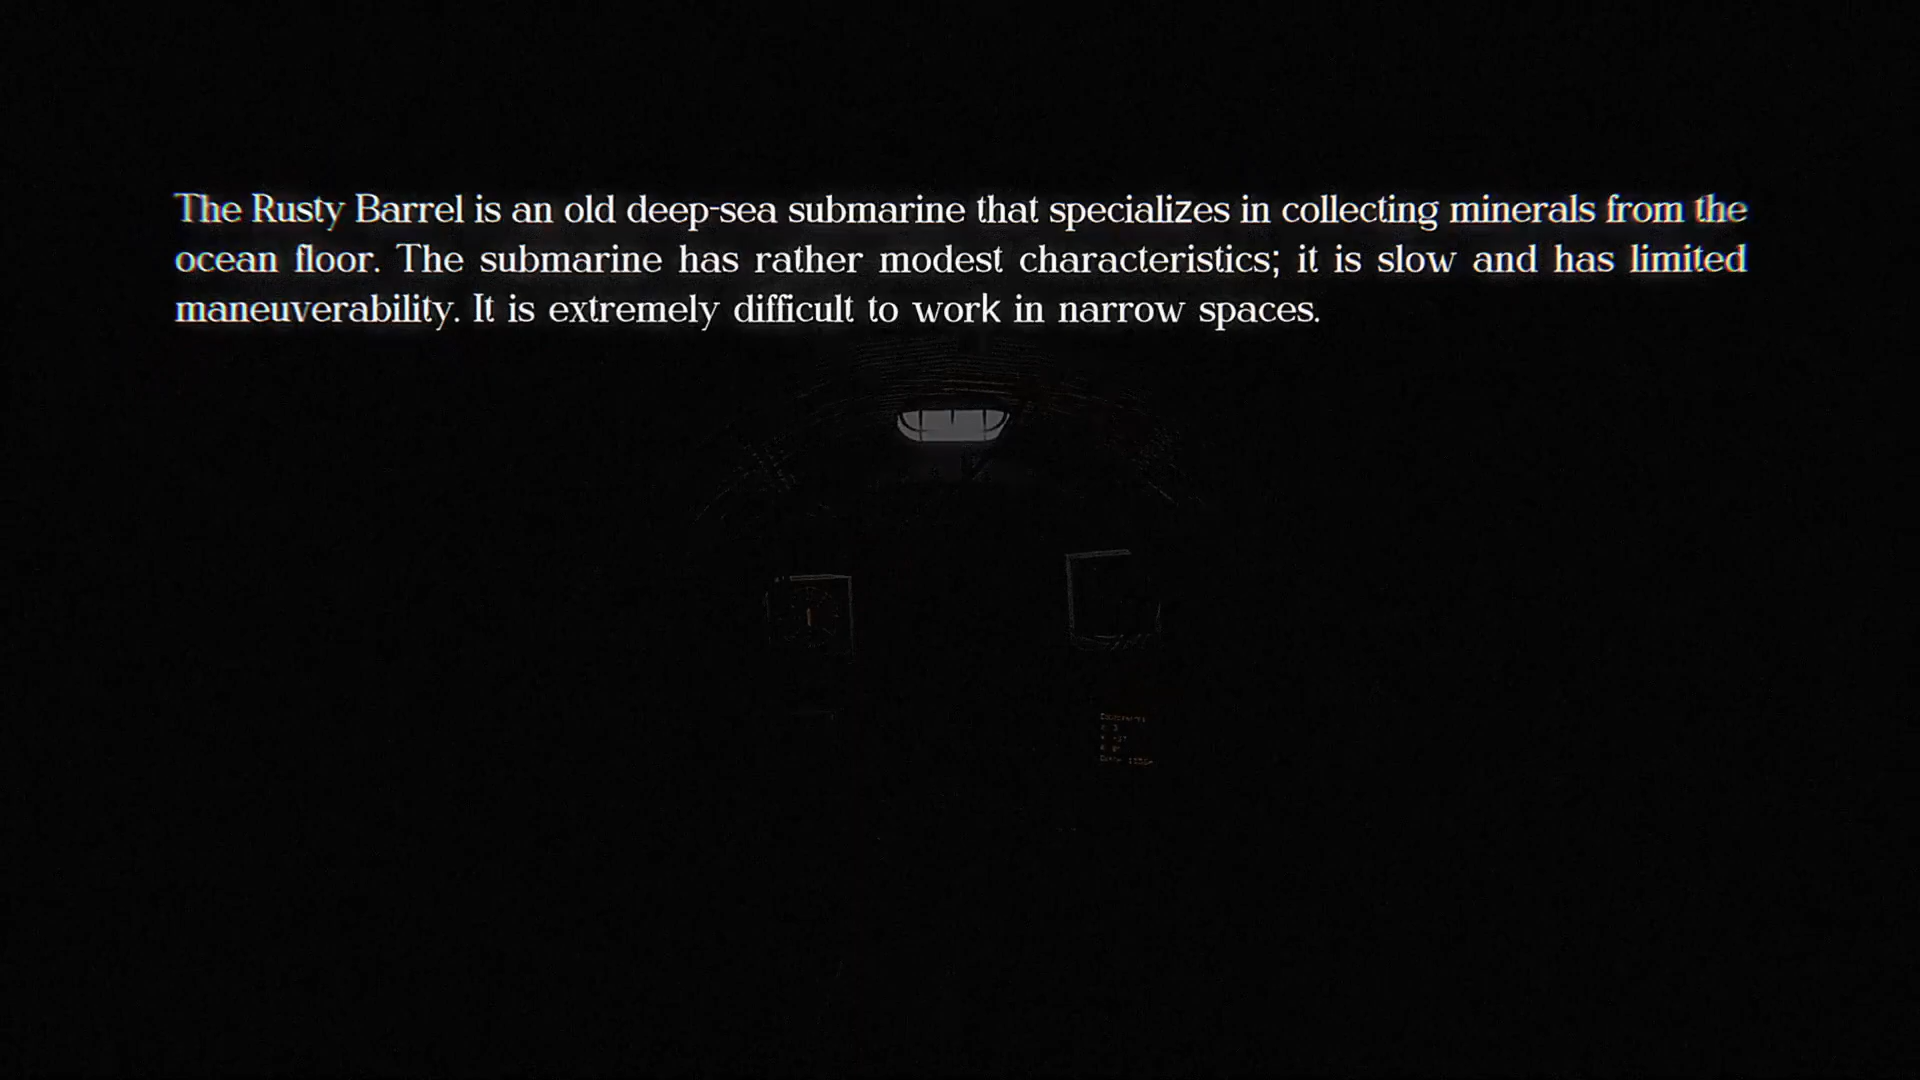 The Rusty Barrel is an old deep-sea submarine that specializes in collecting minerals from the
ocean floor. The submarine has rather modest characteristics; it is slow and has limited
maneuverability. It is extremely difficult to work in narrow spaces.